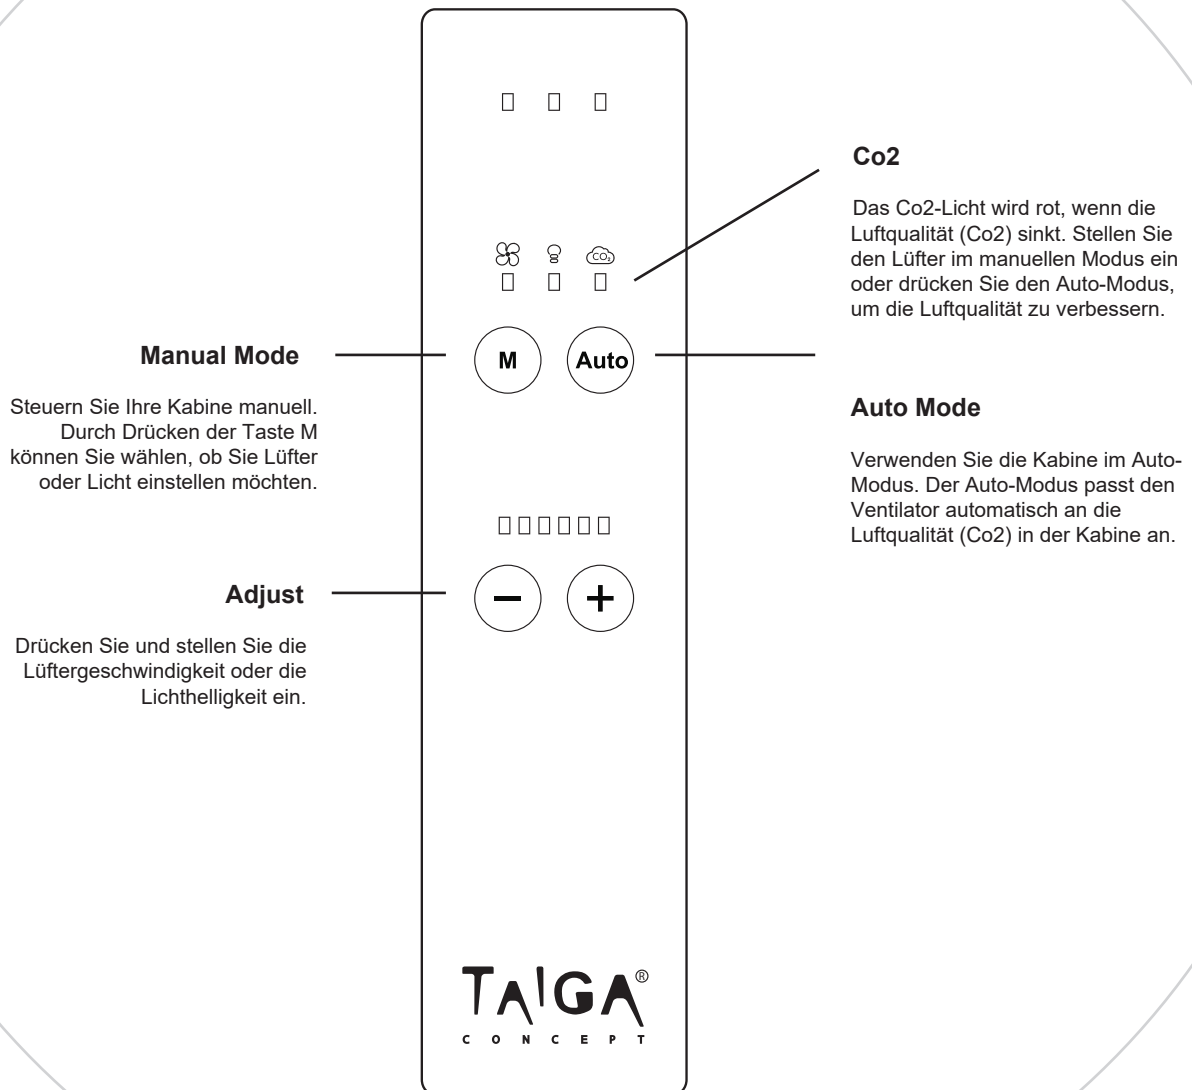 Co2
Das Co2-Licht wird rot, wenn die
Luftqualität (Co2) sinkt. Stellen Sie
den Lüfter im manuellen Modus ein
oder drücken Sie den Auto-Modus,
um die Luftqualität zu verbessern.
CO₂
Manual Mode
Steuern Sie Ihre Kabine manuell.
Durch Drücken der Taste M
können Sie wählen, ob Sie Lüfter
oder Licht einstellen möchten.
M
Auto
Auto Mode
Verwenden Sie die Kabine im Auto-
Modus. Der Auto-Modus passt den
Ventilator automatisch an die
Luftqualität (Co2) in der Kabine an.
Adjust
Drücken Sie und stellen Sie die
Lüftergeschwindigkeit oder die
Lichthelligkeit ein.
− +
TA!GA®
CONCEPT